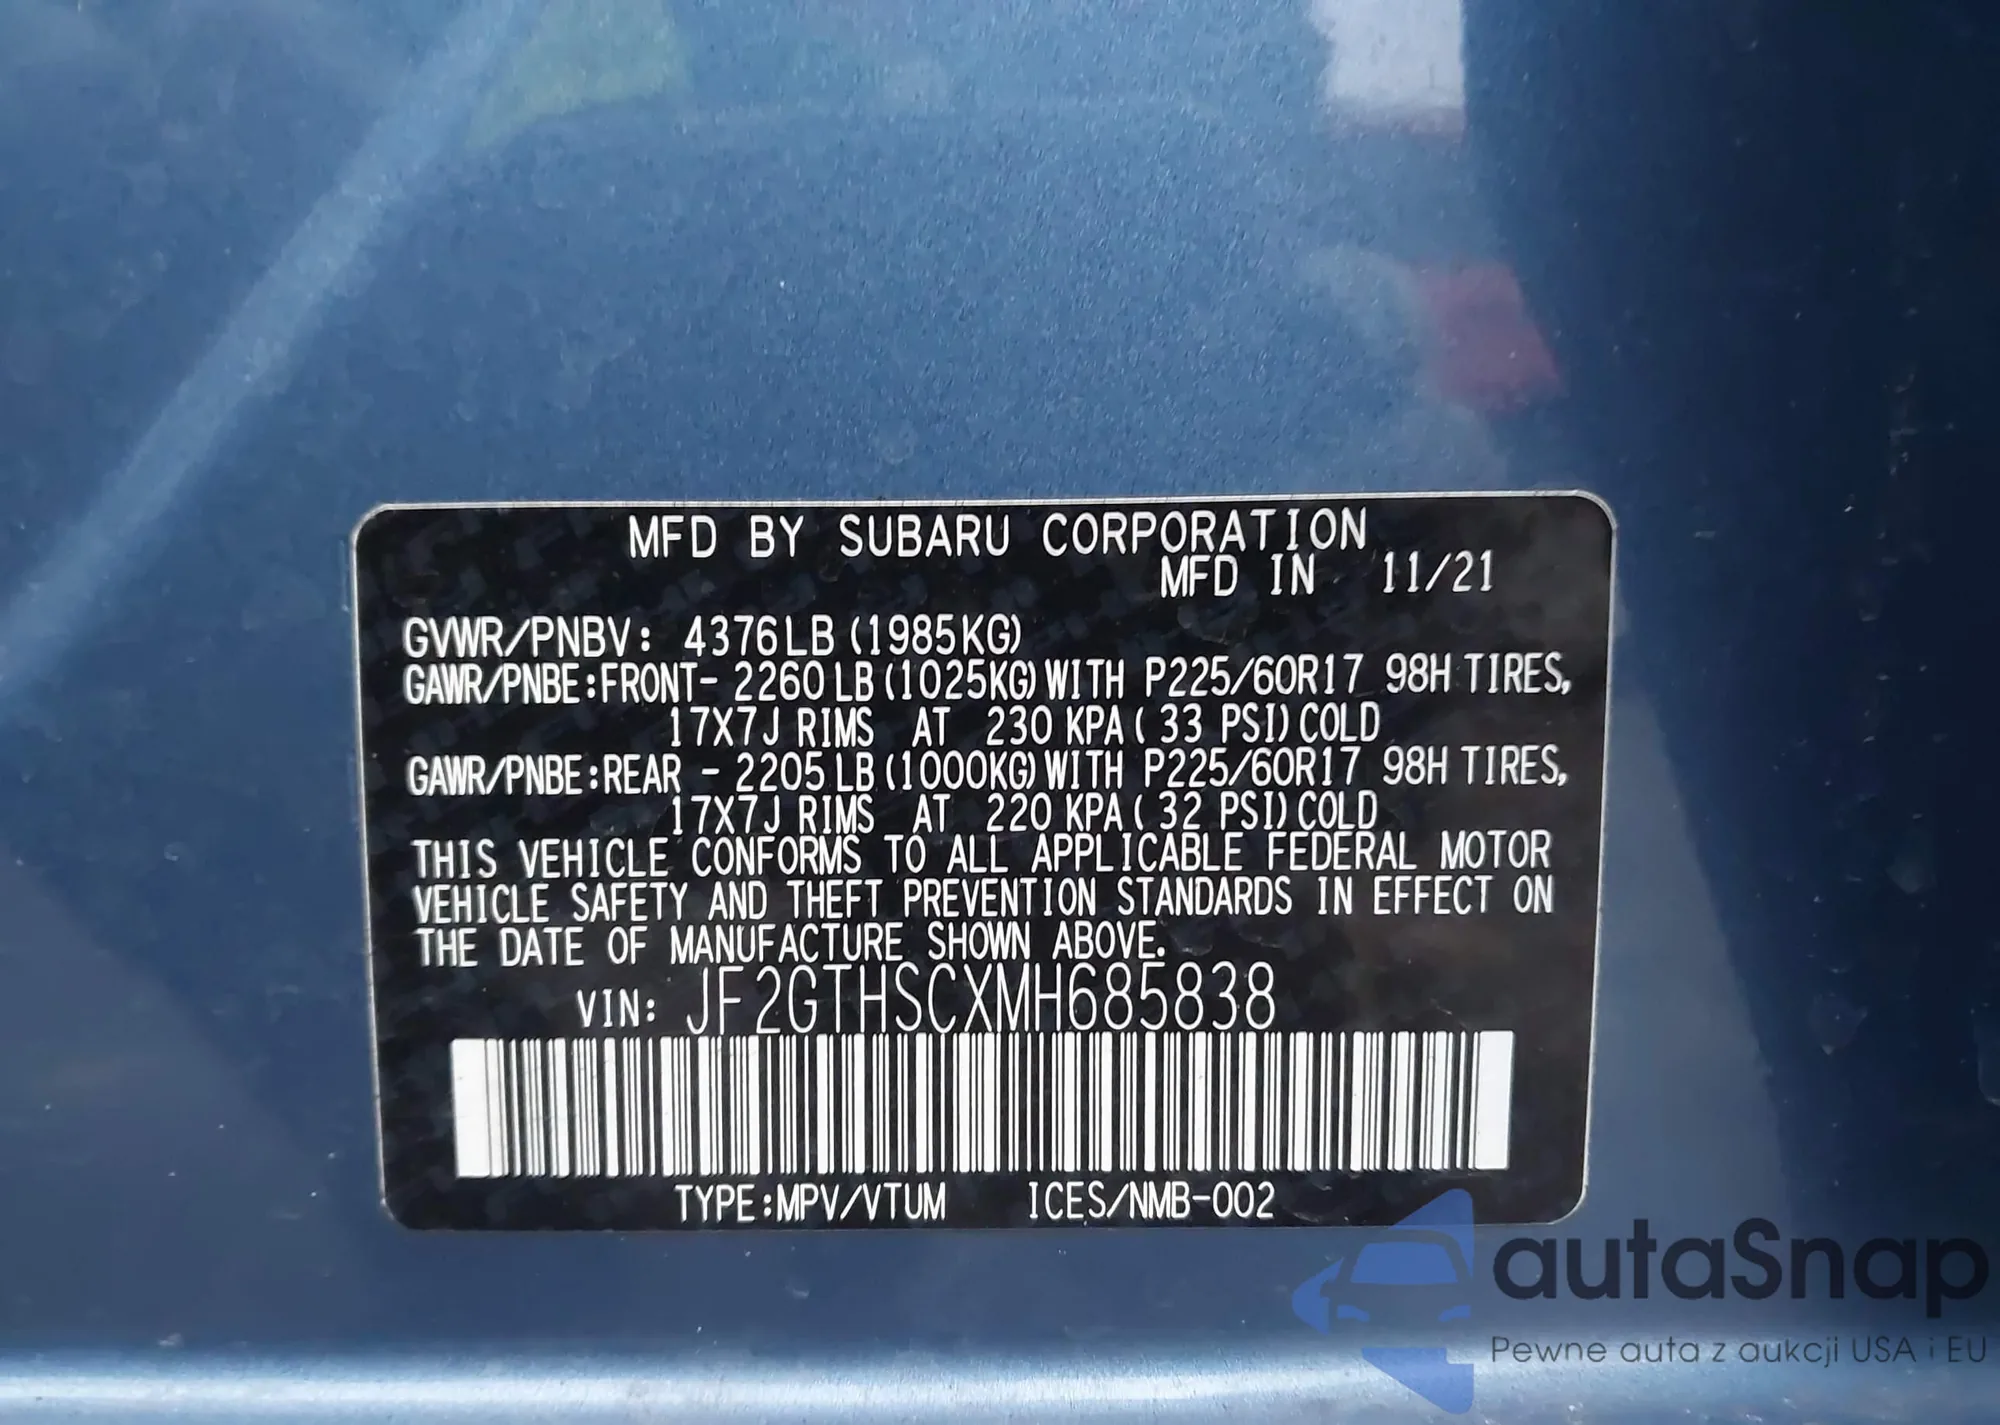 MFD BY SUBARU CORPORATION
MFD IN 11/21
GVWR/PNBV: 4376LB (1985KG)
GAWR/PNBE:FRONT- 2260 LB (1025KG) WITH P225/60R17 98H TIRES,
17X7J RIMS AT 230 KPA ( 33 PSI) COLD
GAWR/PNBE:REAR - 2205 LB (1000KG) WITH P225/60R17 98H TIRES,
17X7J RIMS AT 220 KPA ( 32 PSI) COLD
THIS VEHICLE CONFORMS TO ALL APPLICABLE FEDERAL MOTOR
VEHICLE SAFETY AND THEFT PREVENTION STANDARDS IN EFFECT ON
THE DATE OF MANUFACTURE SHOWN ABOVE.
VIN: JF2GTHSCXMH685838
TYPE:MPV/VTUM ICES/NMB-002
autaSnap
Pewne auta z aukcji USA i EU